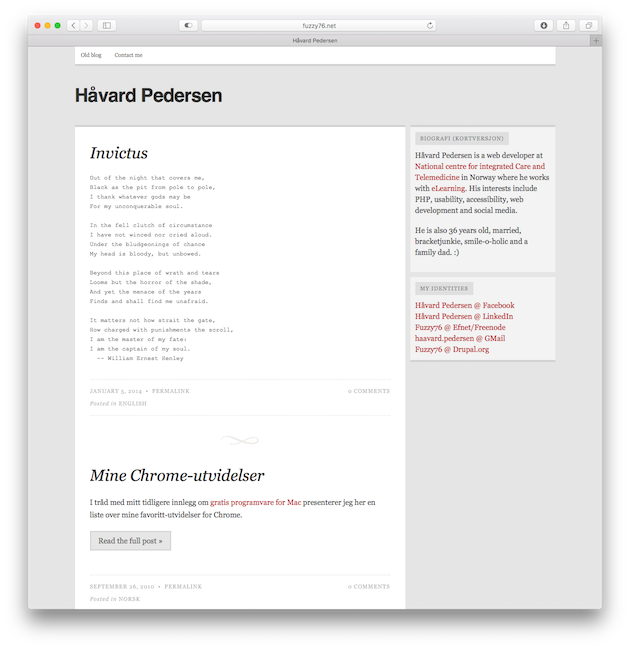 fuzzy76.net
Håvard Pedersen
Old blog
Contact me
Håvard Pedersen
Invictus
Out of the night that covers me,
Black as the pit from pole to pole,
I thank whatever gods may be
For my unconquerable soul.
In the fell clutch of circumstance
I have not winced nor cried aloud.
Under the bludgeonings of chance
My head is bloody, but unbowed.
Beyond this place of wrath and tears
Looms but the horror of the shade,
And yet the menace of the years
Finds and shall find me unafraid.
It matters not how strait the gate,
How charged with punishments the scroll,
I am the master of my fate:
I am the captain of my soul.
-- William Ernest Henley
JANUARY 5, 2014 • PERMALINK
0 COMMENTS
Posted in ENGLISH
Mine Chrome-utvidelser
I tråd med mitt tidligere innlegg om gratis programvare for Mac presenterer jeg her en
liste over mine favoritt-utvidelser for Chrome.
Read the full post »
SEPTEMBER 26, 2010 • PERMALINK
0 COMMENTS
Posted in NORSK
BIOGRAFI (KORTVERSJON)
Håvard Pedersen is a web developer at
National centre for integrated Care and
Telemedicine in Norway where he works
with eLearning. His interests include
PHP, usability, accessibility, web
development and social media.
He is also 36 years old, married,
bracketjunkie, smile-o-holic and a
family dad. :)
MY IDENTITIES
Håvard Pedersen @ Facebook
Håvard Pedersen @ LinkedIn
Fuzzy76 @ Efnet/Freenode
haavard.pedersen @ GMail
Fuzzy76 @ Drupal.org